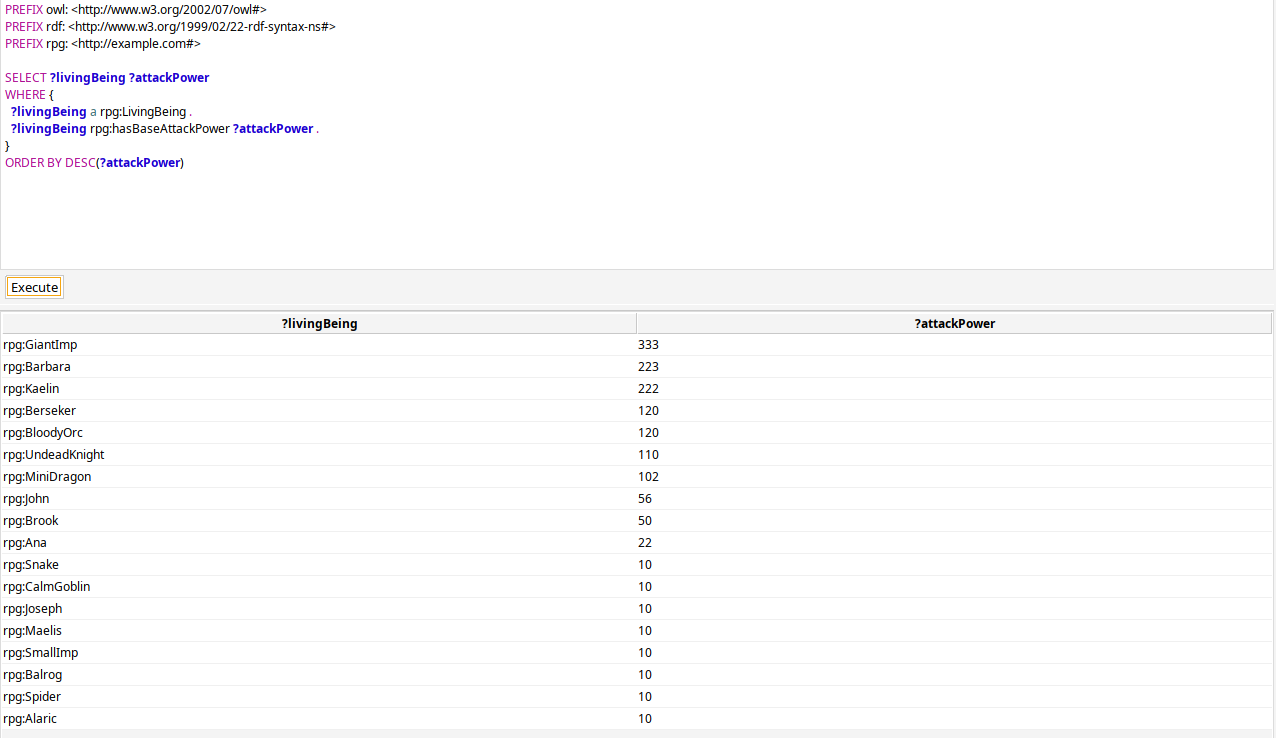 PREFIX owl: <http://www.w3.org/2002/07/owl#>
PREFIX rdf: <http://www.w3.org/1999/02/22-rdf-syntax-ns#>
PREFIX rpg: <http://example.com#>
SELECT ?livingBeing ?attackPower
WHERE {
?livingBeing a rpg:LivingBeing .
?livingBeing rpg:hasBaseAttackPower ?attackPower .
}
ORDER BY DESC(?attackPower)
Execute
?livingBeing ?attackPower
rpg:GiantImp 333
rpg:Barbara 223
rpg:Kaelin 222
rpg:Berseker 120
rpg:BloodyOrc 120
rpg:UndeadKnight 110
rpg:MiniDragon 102
rpg:John 56
rpg:Brook 50
rpg:Ana 22
rpg:Snake 10
rpg:CalmGoblin 10
rpg:Joseph 10
rpg:Maelis 10
rpg:SmallImp 10
rpg:Balrog 10
rpg:Spider 10
rpg:Alaric 10